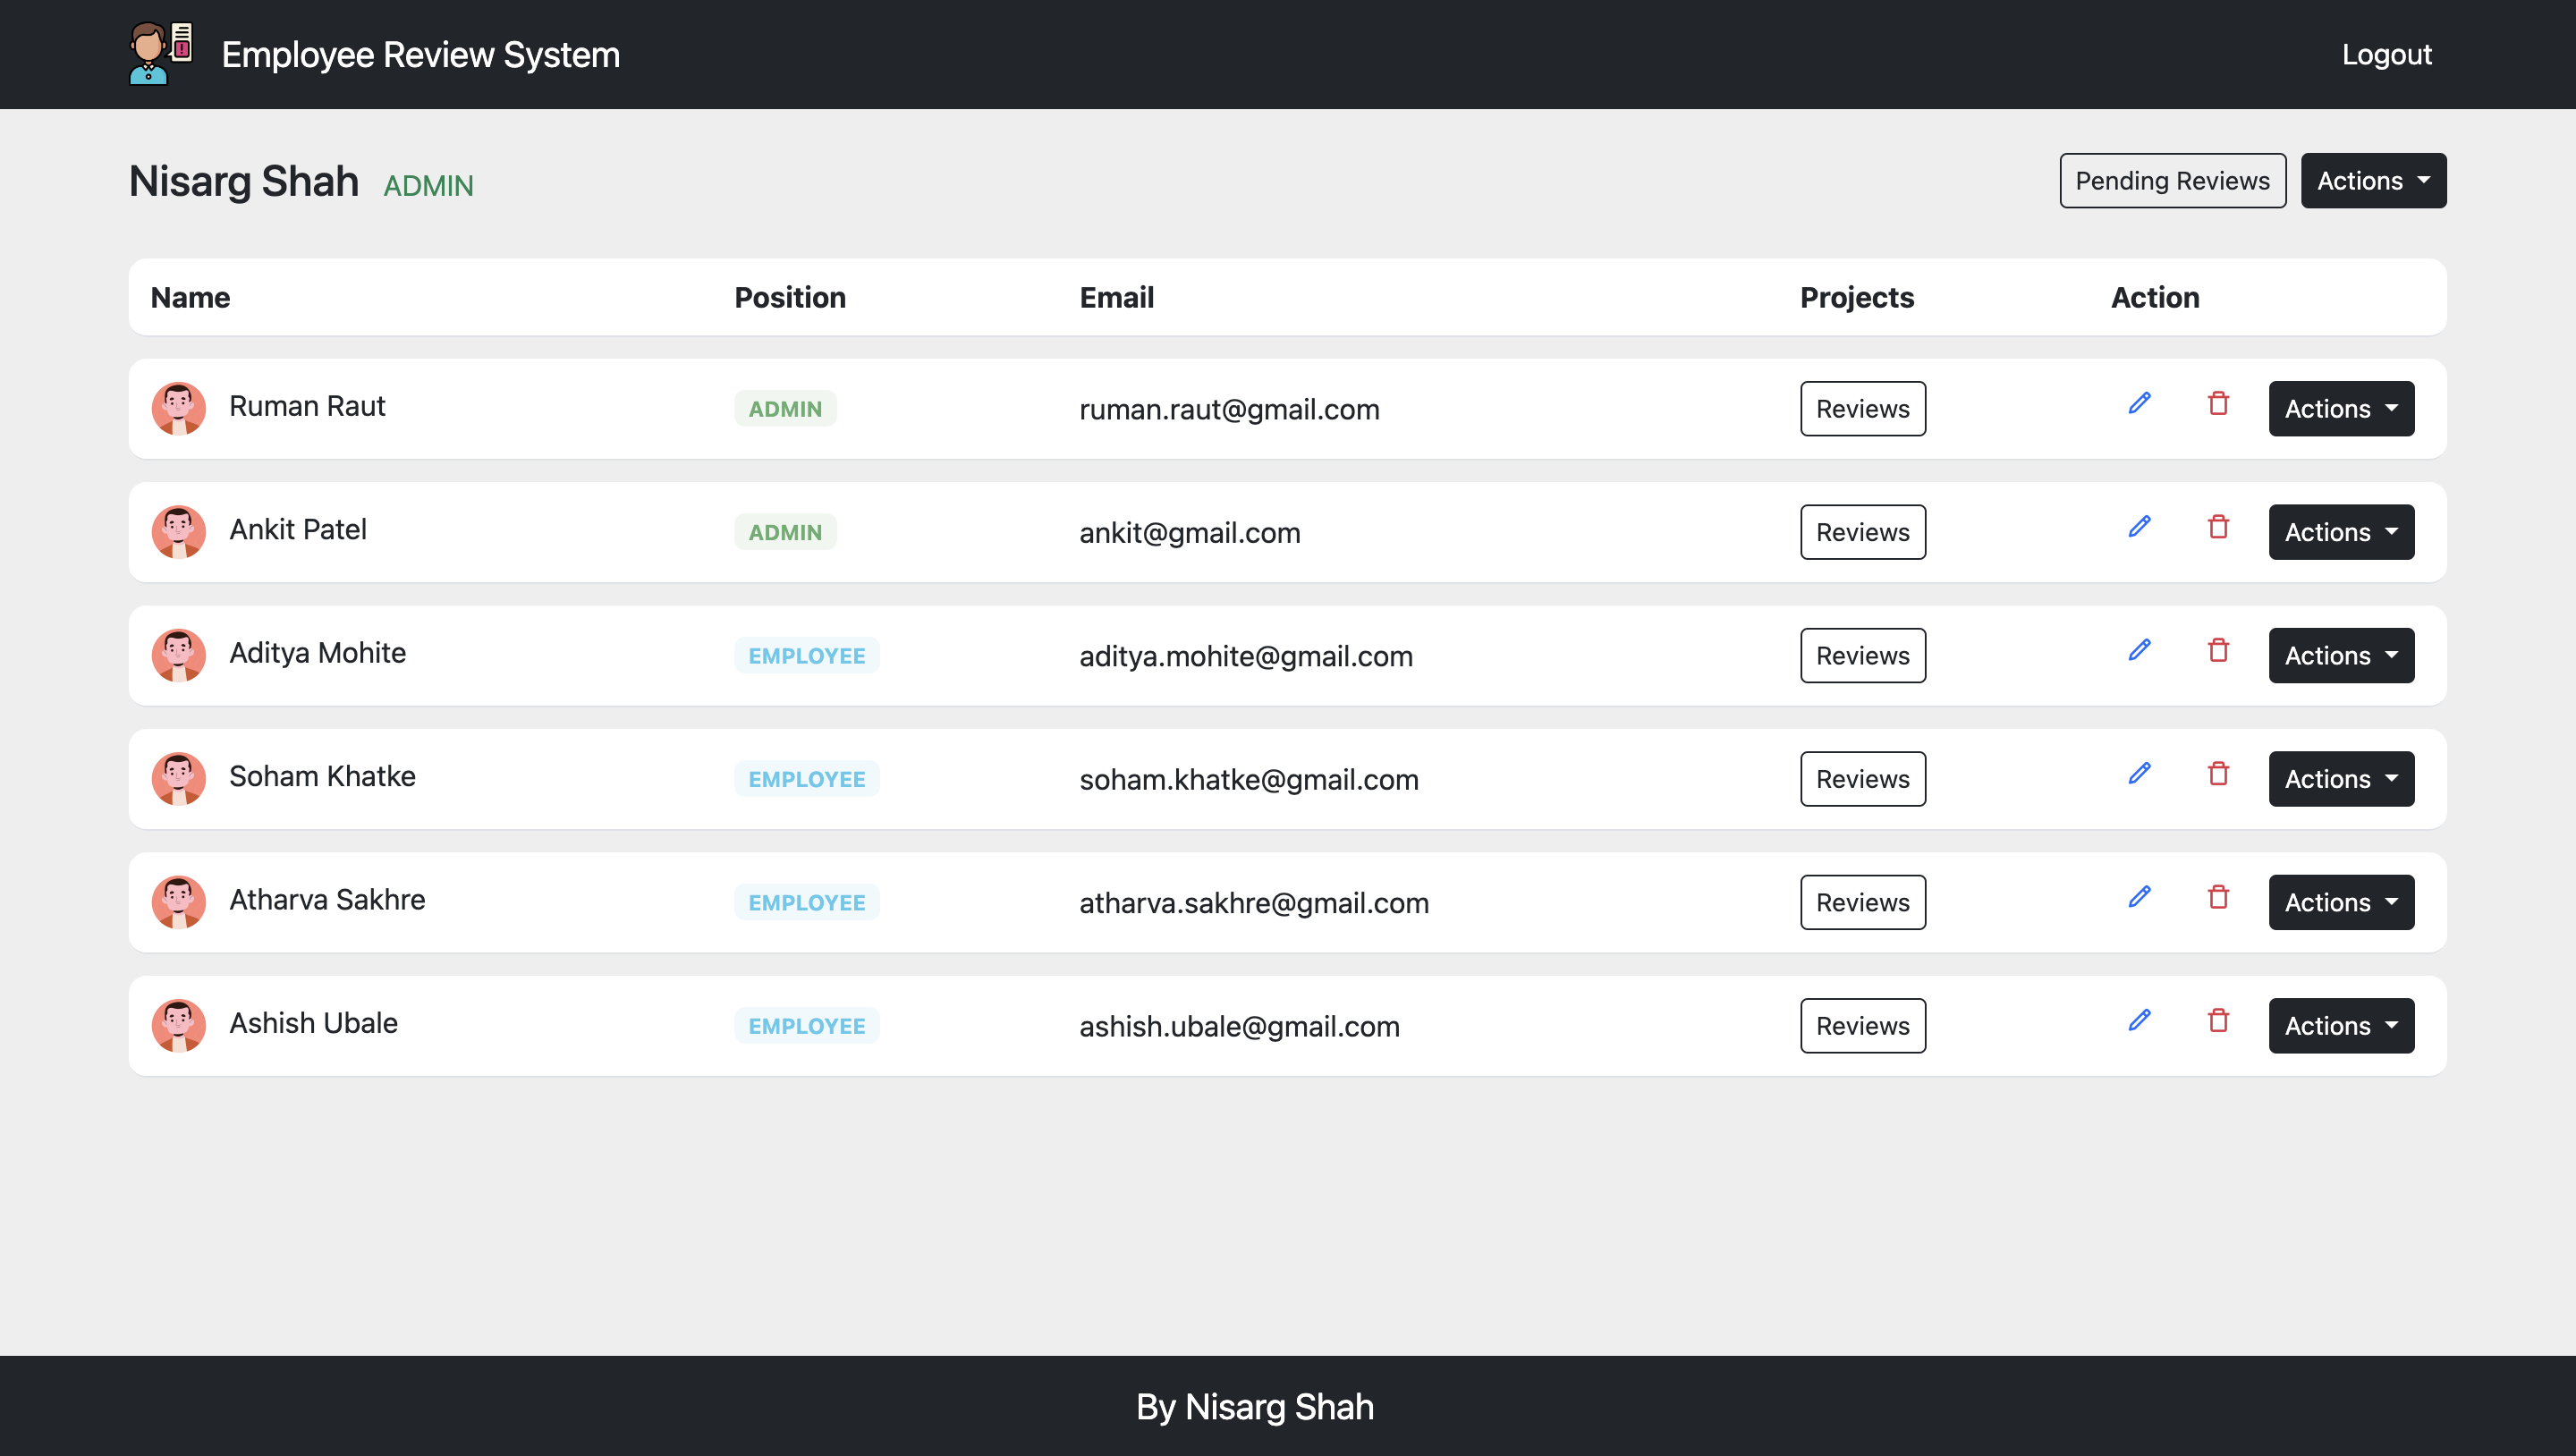 Employee Review System Logout
Nisarg Shah ADMIN Pending Reviews Actions
Name Position Email Projects Action
Ruman Raut ADMIN ruman.raut@gmail.com Reviews Actions
Ankit Patel ADMIN ankit@gmail.com Reviews Actions
Aditya Mohite EMPLOYEE aditya.mohite@gmail.com Reviews Actions
Soham Khatke EMPLOYEE soham.khatke@gmail.com Reviews Actions
Atharva Sakhre EMPLOYEE atharva.sakhre@gmail.com Reviews Actions
Ashish Ubale EMPLOYEE ashish.ubale@gmail.com Reviews Actions
By Nisarg Shah